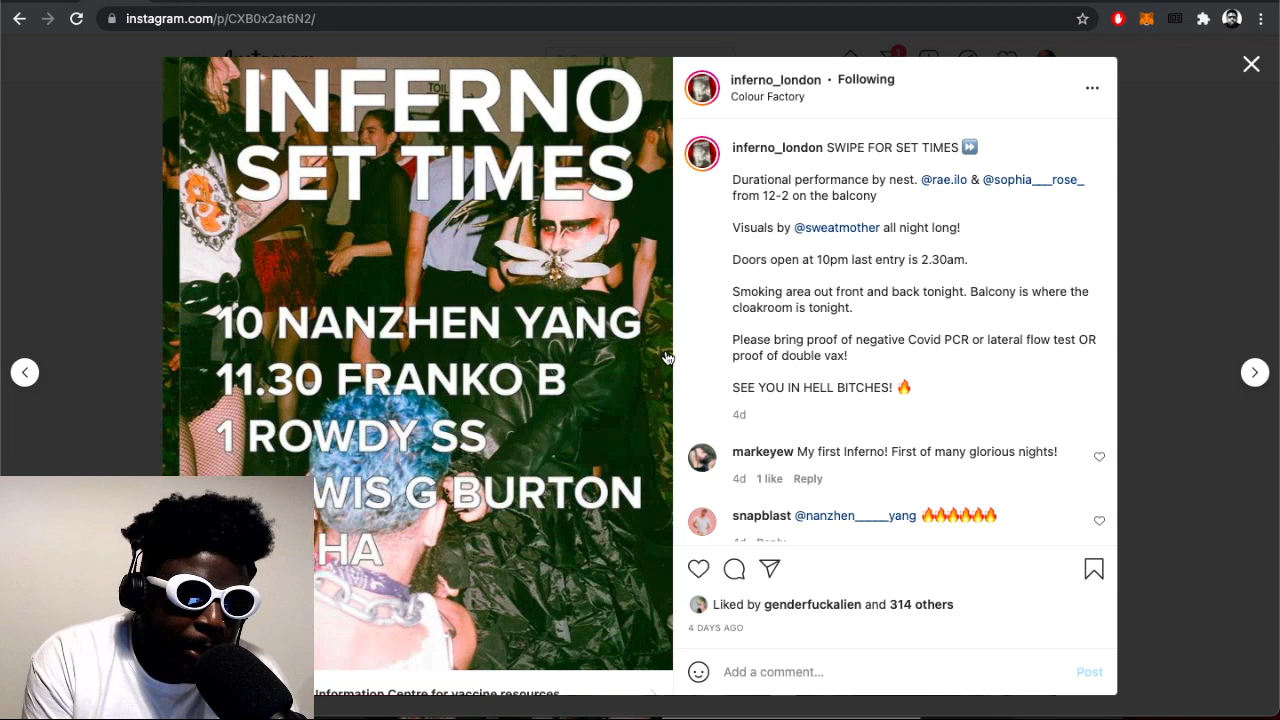 instagram.com/p/CXB0x2at6N2/
INFERNO
SET TIMES
10 NANZHEN YANG
11.30 FRANKO B
1 ROWDY SS
WIS G BURTON
HA
inferno_london • Following
Colour Factory
inferno_london SWIPE FOR SET TIMES
Durational performance by nest. @rae.ilo & @sophia___rose_
from 12-2 on the balcony
Visuals by @sweatmother all night long!
Doors open at 10pm last entry is 2.30am.
Smoking area out front and back tonight. Balcony is where the
cloakroom is tonight.
Please bring proof of negative Covid PCR or lateral flow test OR
proof of double vax!
SEE YOU IN HELL BITCHES!
4d
markeyew My first Inferno! First of many glorious nights!
4d 1 like Reply
snapblast @nanzhen______yang
4d Reply
Liked by genderfuckalien and 314 others
4 DAYS AGO
Add a comment... Post
Information Centre for vaccine resources